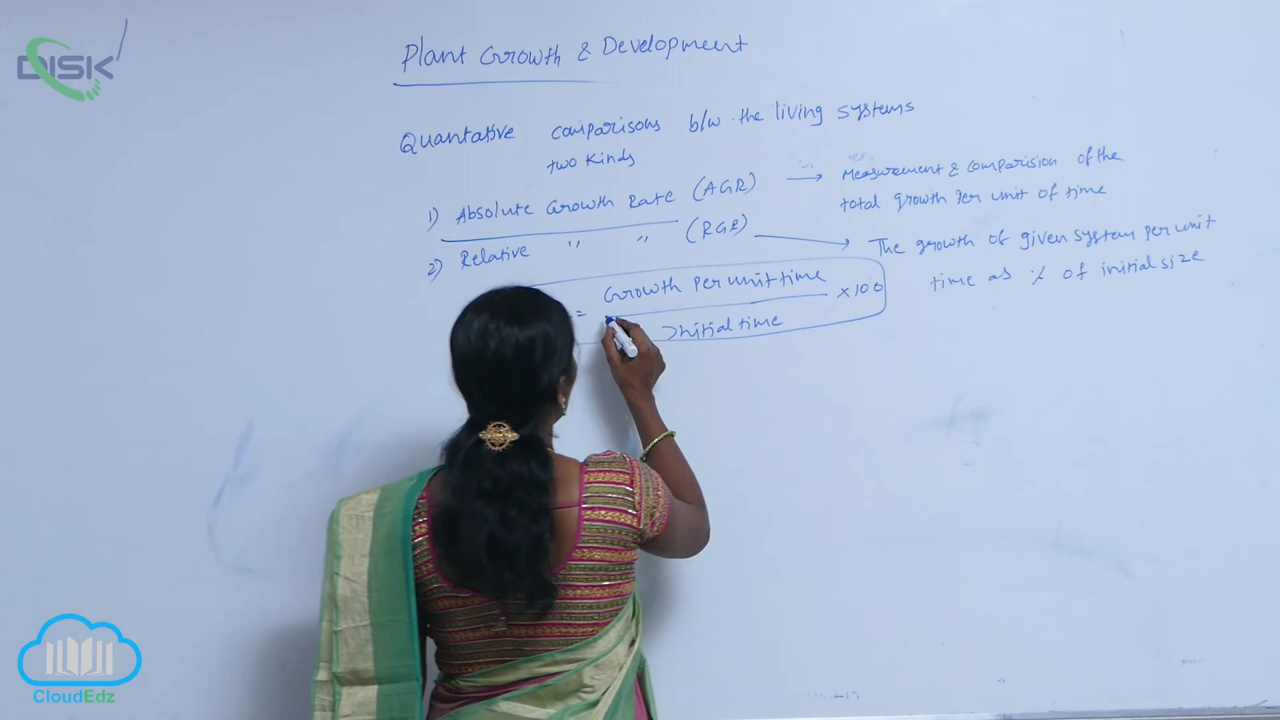 DISK
Plant Growth & Development
Quantative comparisons b/w the living systems
two kinds
1) Absolute Growth Rate (AGR) → Measurement & comparision of the
total growth per unit of time
2) Relative " " (RGR) → The growth of given system per unit
time as % of initial size
= Growth per unit time × 100
Initial time
CloudEdz